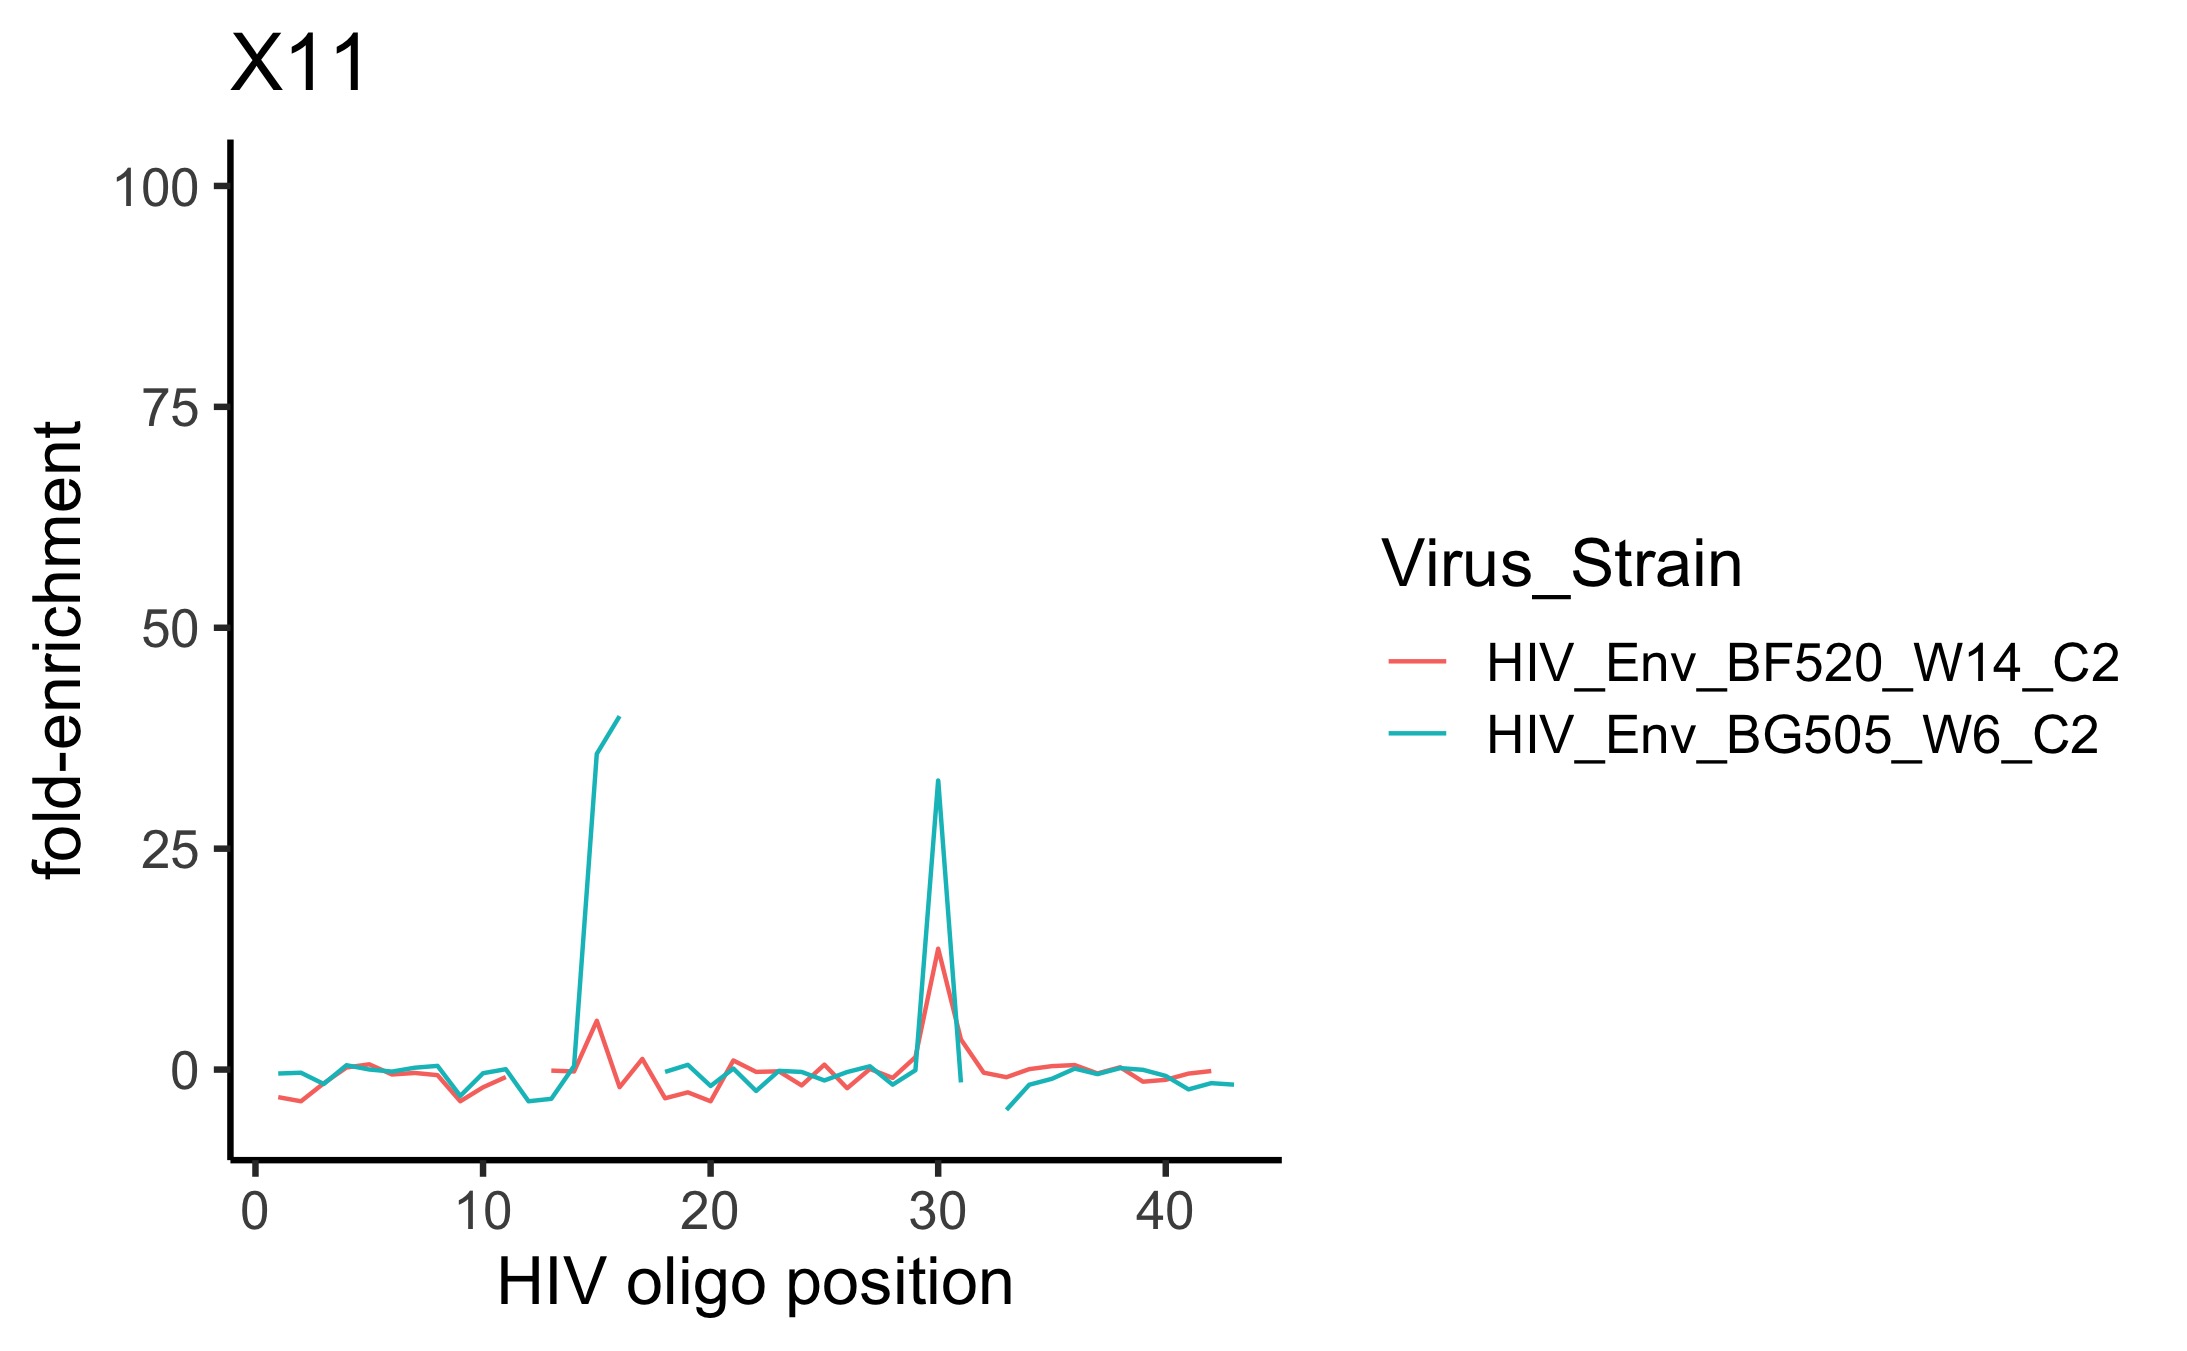 X11
100
75
50
25
0
fold-enrichment
0 10 20 30 40
HIV oligo position
Virus_Strain
HIV_Env_BF520_W14_C2
HIV_Env_BG505_W6_C2